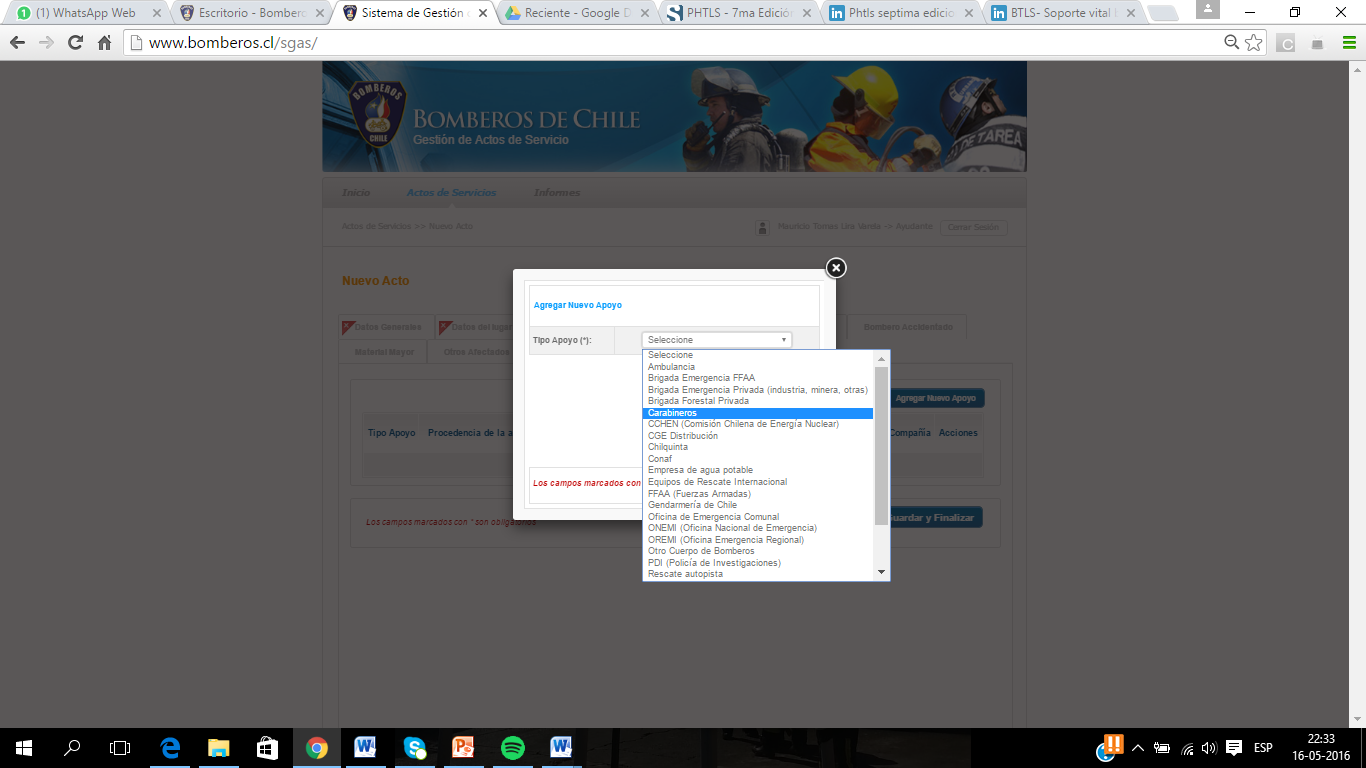 (1) WhatsApp Web
Escritorio - Bombero
Sistema de Gestión d
Reciente - Google D
PHTLS - 7ma Edición
Phtls septima edicion
BTLS- Soporte vital
www.bomberos.cl/sgas/
BOMBEROS
CHILE
BOMBEROS DE CHILE
Gestión de Actos de Servicio
DE TAREA
Inicio
Actos de Servicios
Informes
Actos de Servicios >> Nuevo Acto
Mauricio Tomas Ura Varela -> Ayudante
Cerrar Sesión
Nuevo Acto
Datos Generales
Datos del lugar
Bombero Accidentado
Material Mayor
Otros Afectados
Agregar Nuevo Apoyo
Tipo Apoyo
Procedencia de la a
Compañía
Acciones
Los campos marcados con * son obligatorios
Guardar y Finalizar
Agregar Nuevo Apoyo
Tipo Apoyo (*):
Seleccione
Los campos marcados con
Seleccione
Ambulancia
Brigada Emergencia FFAA
Brigada Emergencia Privada (industria, minera, otras)
Brigada Forestal Privada
Carabineros
CCHEN (Comisión Chilena de Energía Nuclear)
CGE Distribución
Chilquinta
Conaf
Empresa de agua potable
Equipos de Rescate Internacional
FFAA (Fuerzas Armadas)
Gendarmería de Chile
Oficina de Emergencia Comunal
ONEMI (Oficina Nacional de Emergencia)
OREMI (Oficina Emergencia Regional)
Otro Cuerpo de Bomberos
PDI (Policía de Investigaciones)
Rescate autopista
ESP
22:33
16-05-2016